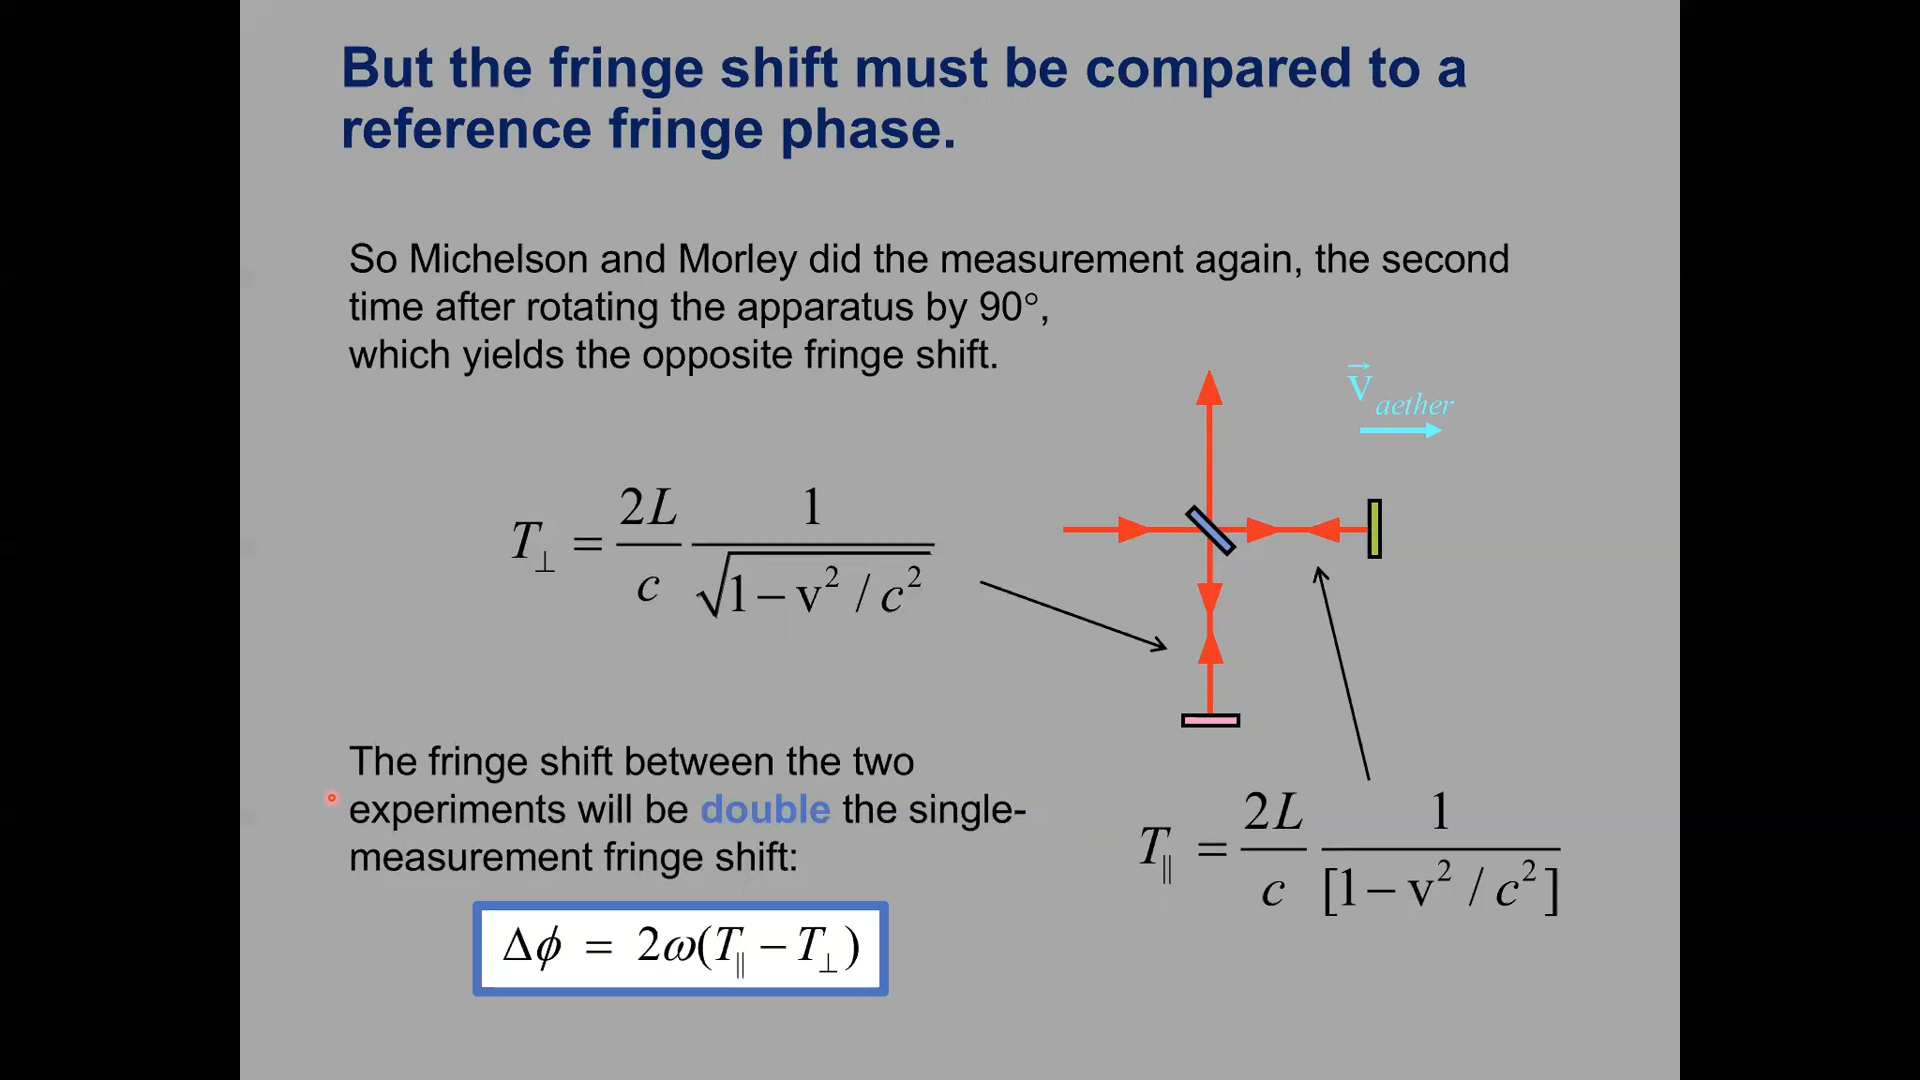 But the fringe shift must be compared to a
reference fringe phase.
So Michelson and Morley did the measurement again, the second
time after rotating the apparatus by 90°,
which yields the opposite fringe shift.
v⃗ aether
T⊥ = 2L/c 1/√(1 – v² / c²)
The fringe shift between the two
experiments will be double the single-
measurement fringe shift:
T∥ = 2L/c 1/[1 – v² / c²]
Δϕ = 2ω(T∥ – T⊥)